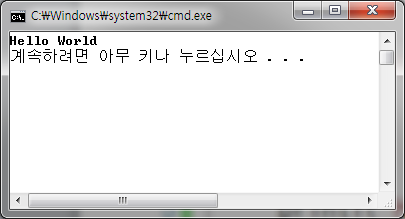 C:₩Windows₩system32₩cmd.exe
Hello World
계속하려면 아무 키나 누르십시오 . . .